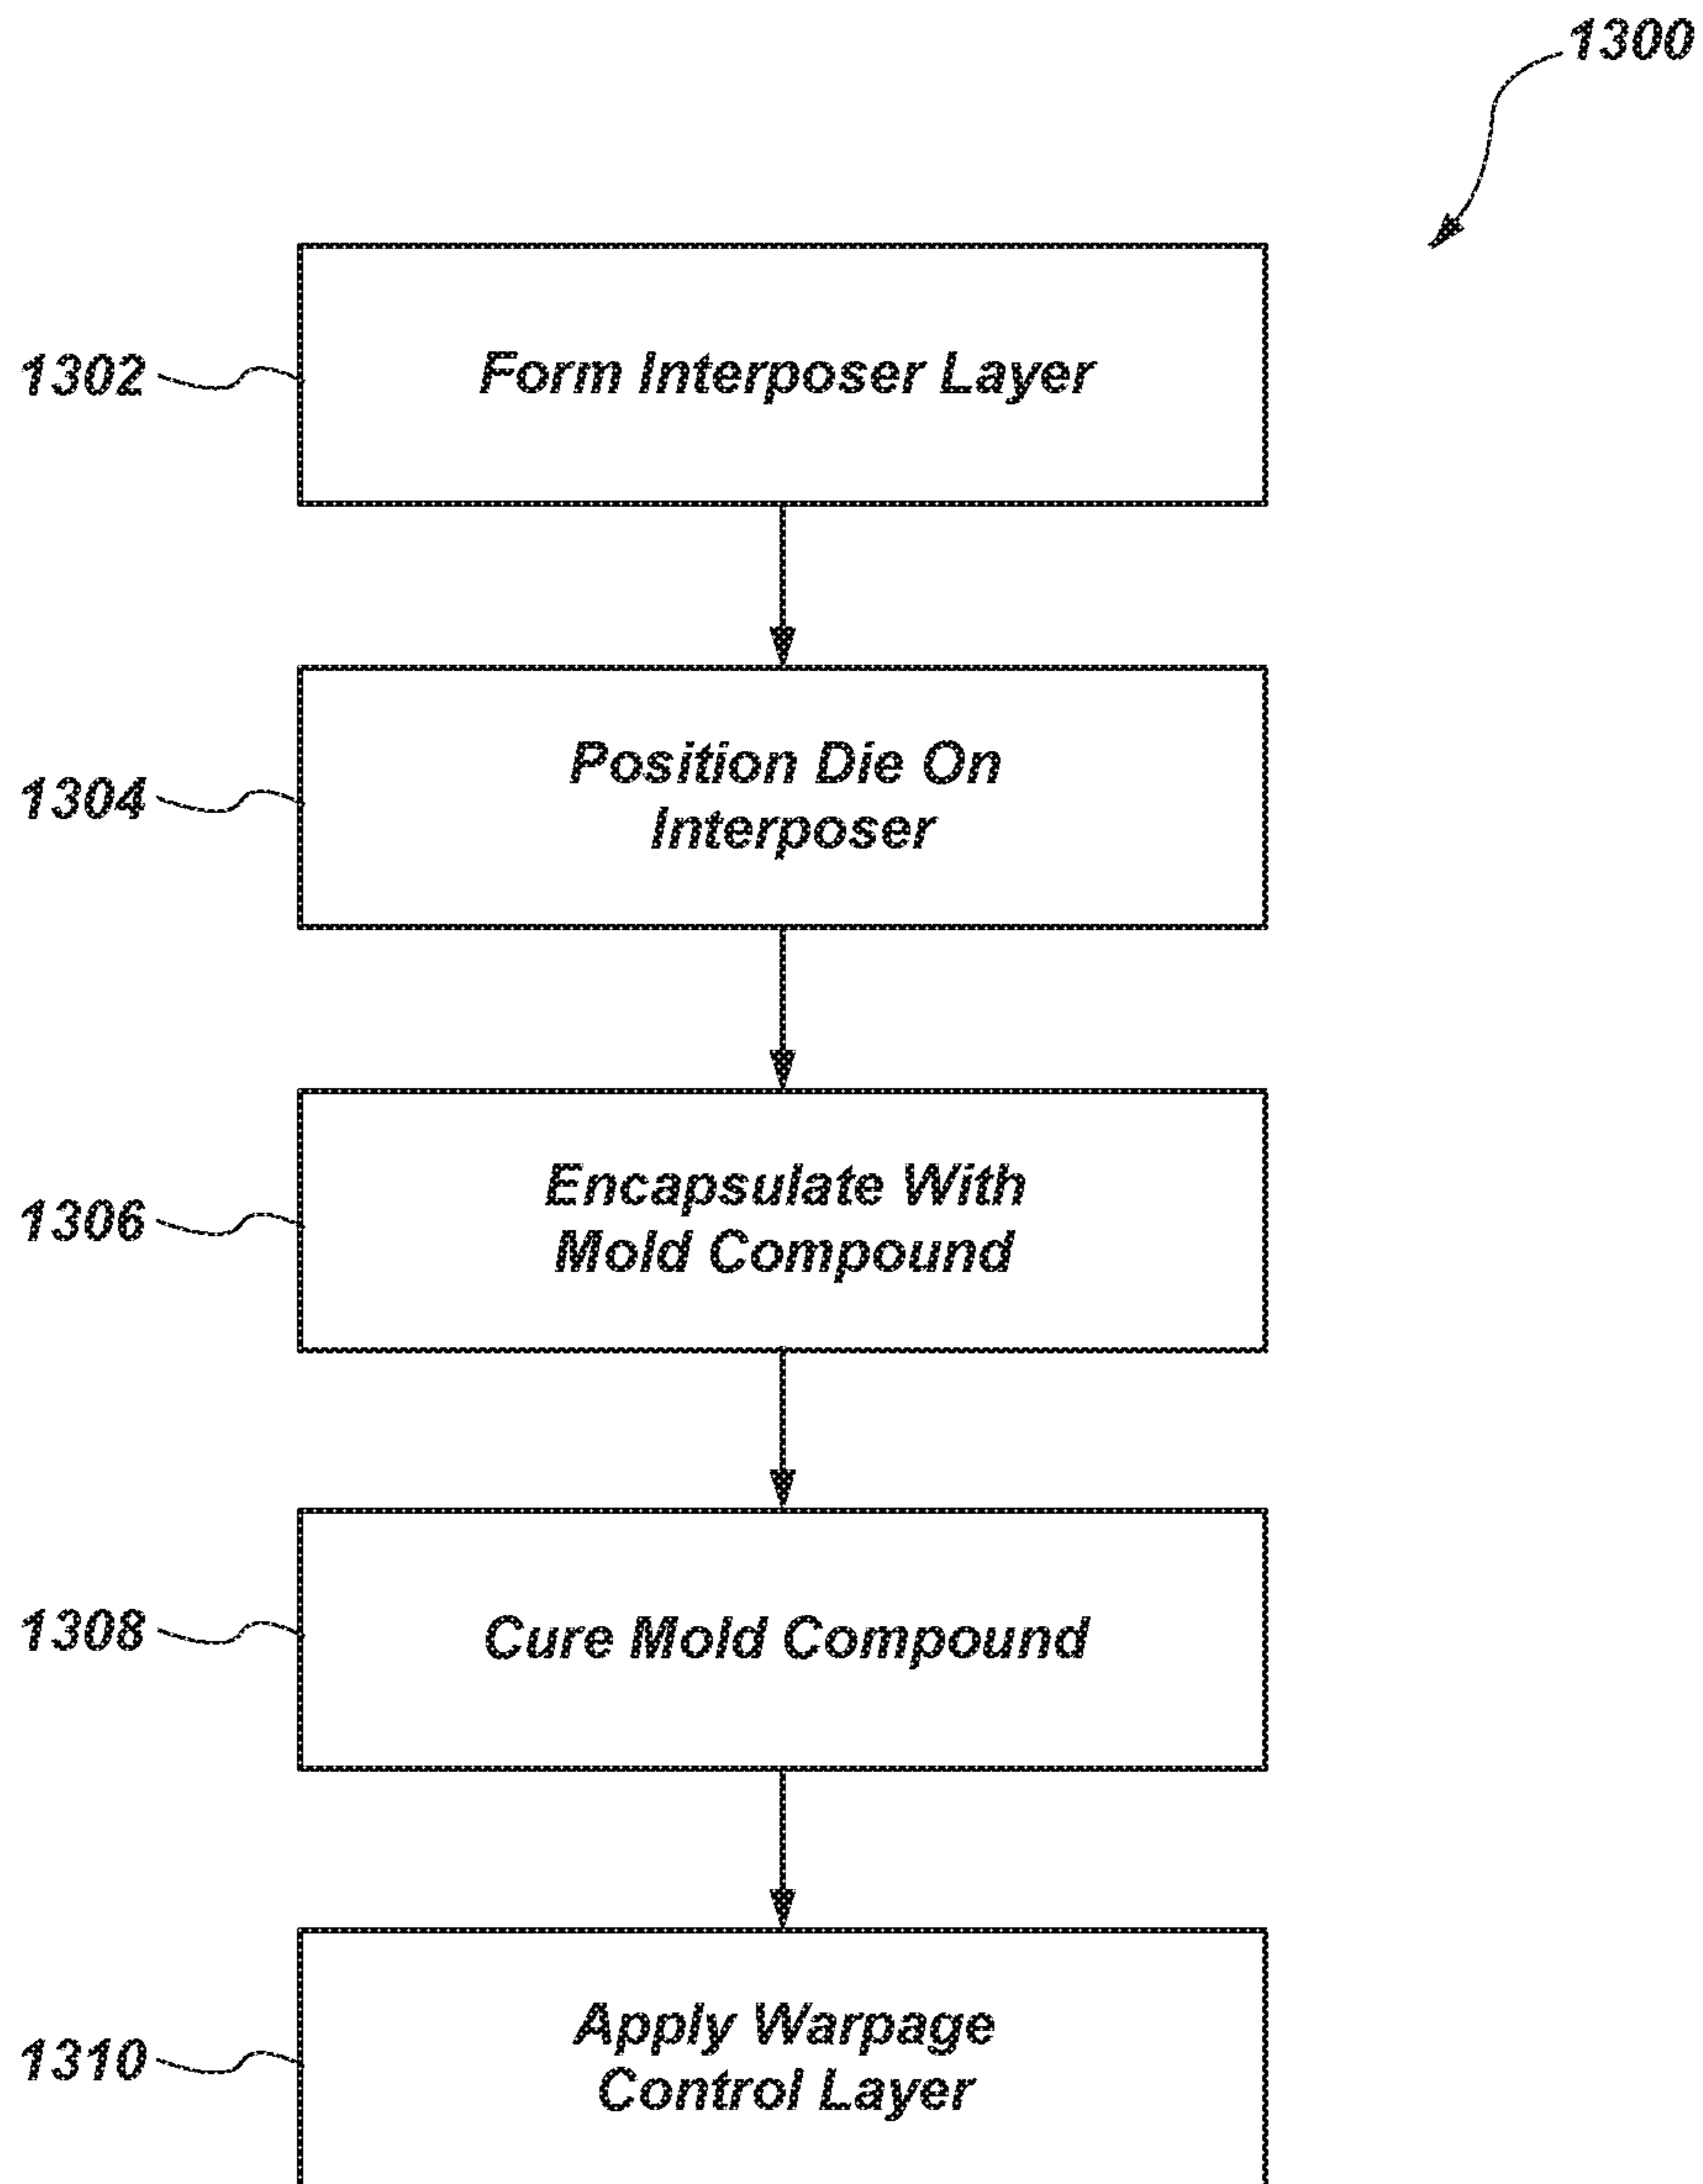 1300
1302
Form Interposer Layer
1304
Position Die On
Interposer
1306
Encapsulate With
Mold Compound
1308
Cure Mold Compound
1310
Apply Warpage
Control Layer